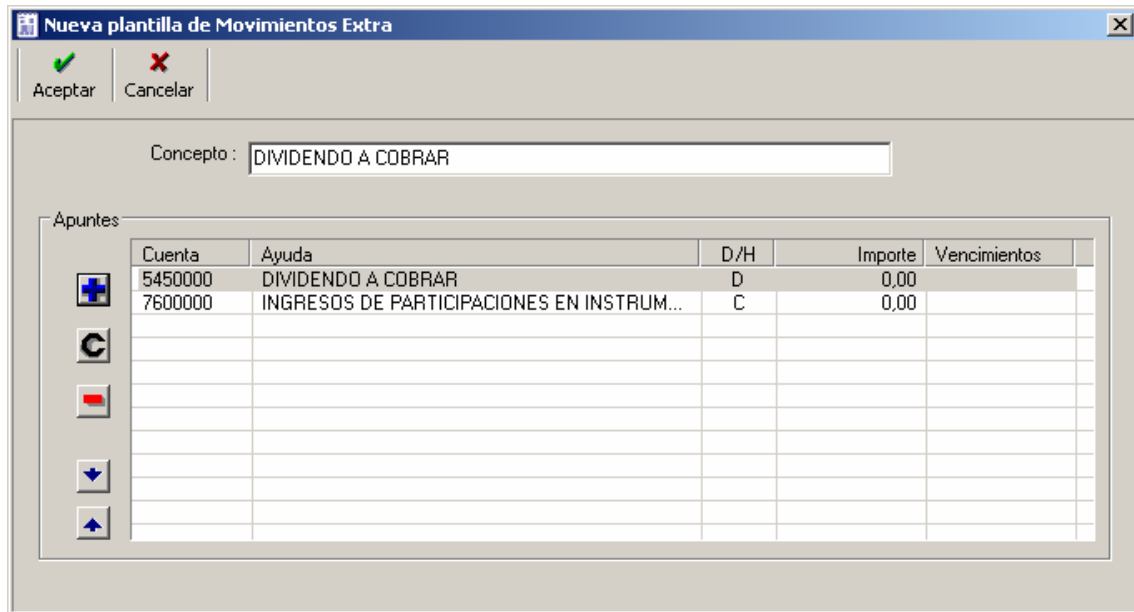 Nueva plantilla de Movimientos Extra
Aceptar Cancelar
Concepto : DIVIDENDO A COBRAR
Apuntes
Cuenta Ayuda D/H Importe Vencimientos
5450000 DIVIDENDO A COBRAR D 0,00
7600000 INGRESOS DE PARTICIPACIONES EN INSTRUM... C 0,00
C